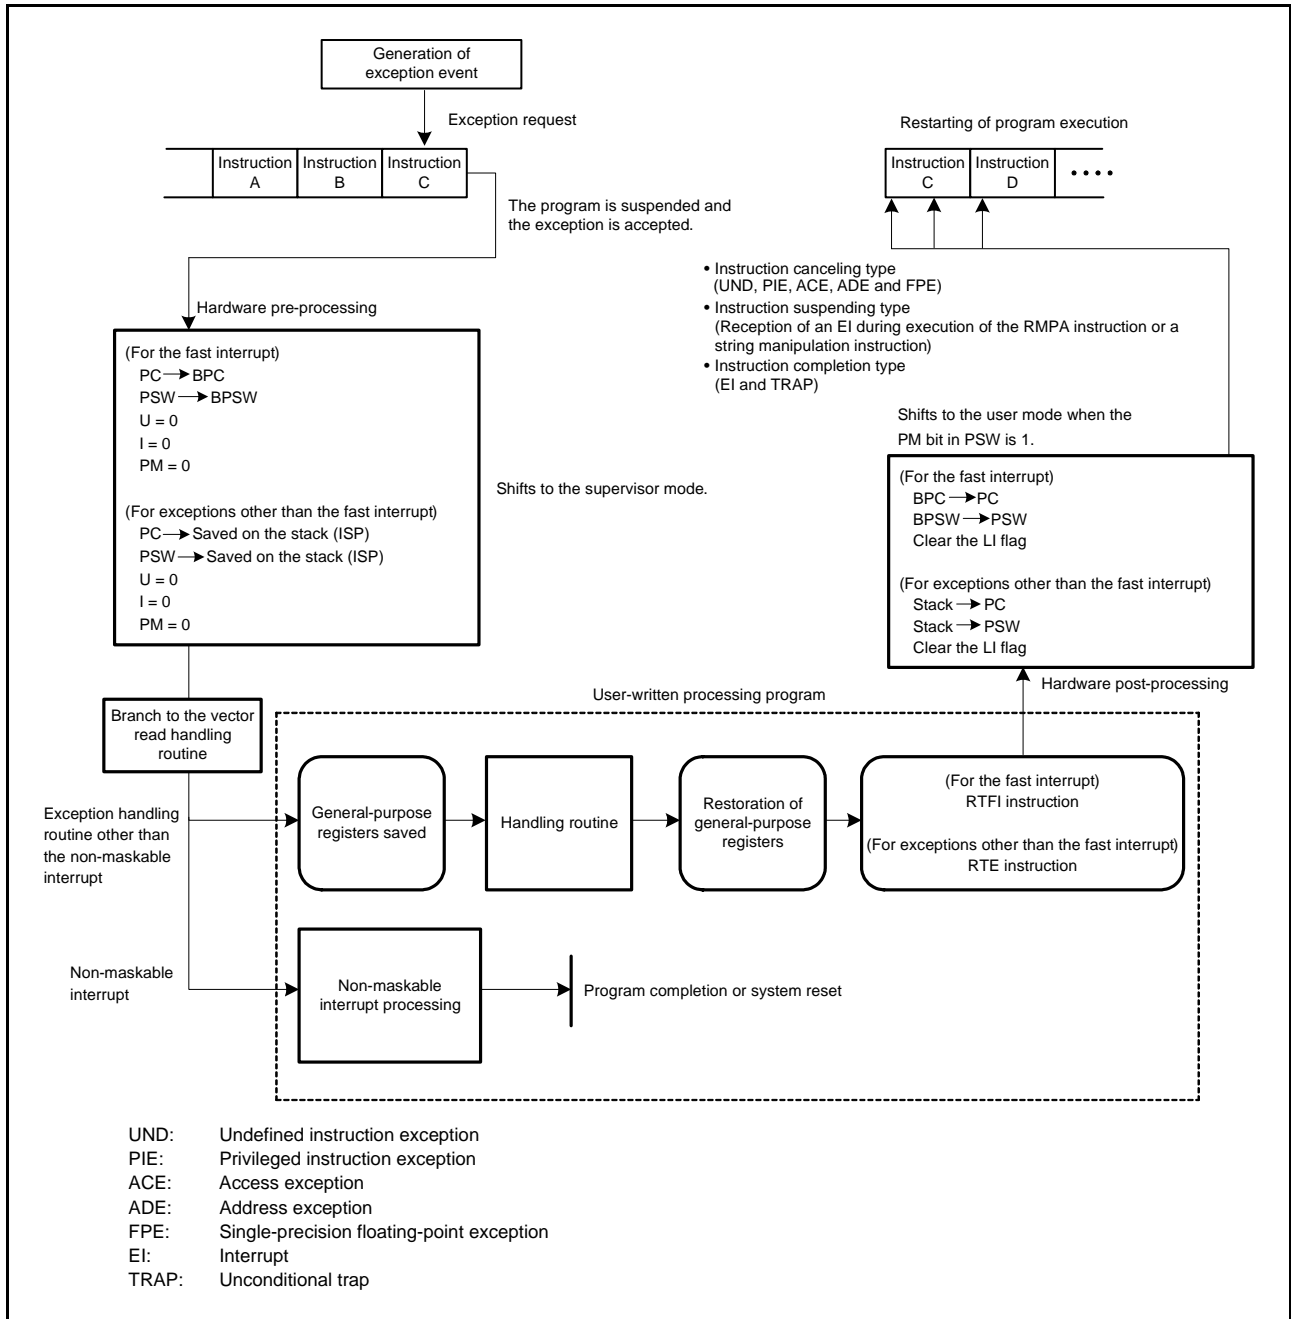 Generation of
exception event
Exception request
Instruction
A
Instruction
B
Instruction
C
The program is suspended and
the exception is accepted.
Restarting of program execution
Instruction
C
Instruction
D
• • • •
• Instruction canceling type
(UND, PIE, ACE, ADE and FPE)
• Instruction suspending type
(Reception of an EI during execution of the RMPA instruction or a
string manipulation instruction)
• Instruction completion type
(EI and TRAP)
Hardware pre-processing
(For the fast interrupt)
PC → BPC
PSW → BPSW
U = 0
I = 0
PM = 0
(For exceptions other than the fast interrupt)
PC → Saved on the stack (ISP)
PSW → Saved on the stack (ISP)
U = 0
I = 0
PM = 0
Shifts to the supervisor mode.
Shifts to the user mode when the
PM bit in PSW is 1.
(For the fast interrupt)
BPC → PC
BPSW → PSW
Clear the LI flag
(For exceptions other than the fast interrupt)
Stack → PC
Stack → PSW
Clear the LI flag
Hardware post-processing
User-written processing program
Branch to the vector
read handling
routine
Exception handling
routine other than
the non-maskable
interrupt
General-purpose
registers saved
Handling routine
Restoration of
general-purpose
registers
(For the fast interrupt)
RTFI instruction
(For exceptions other than the fast interrupt)
RTE instruction
Non-maskable
interrupt
Non-maskable
interrupt processing
Program completion or system reset
UND: Undefined instruction exception
PIE: Privileged instruction exception
ACE: Access exception
ADE: Address exception
FPE: Single-precision floating-point exception
EI: Interrupt
TRAP: Unconditional trap